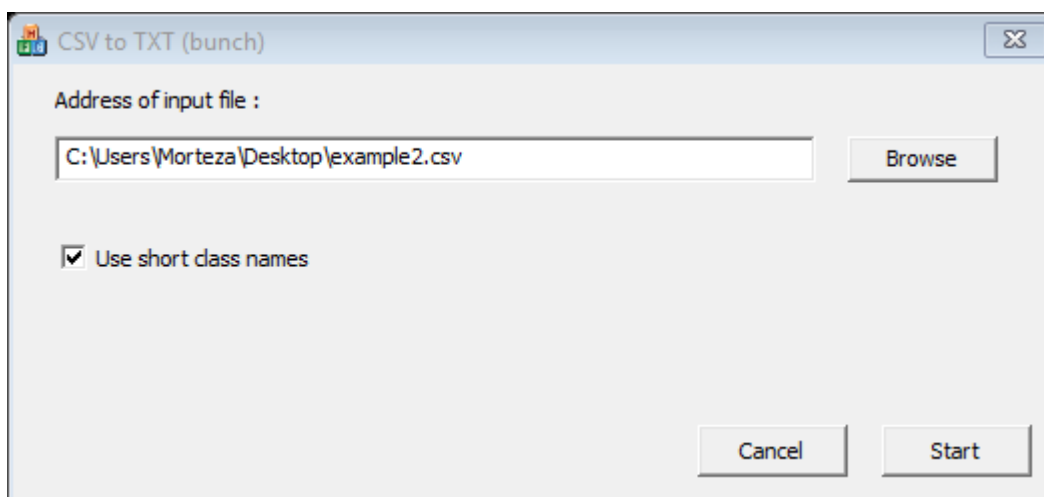 CSV to TXT (bunch)
Address of input file :
C:\Users\Morteza\Desktop\example2.csv
Browse
Use short class names
Cancel
Start